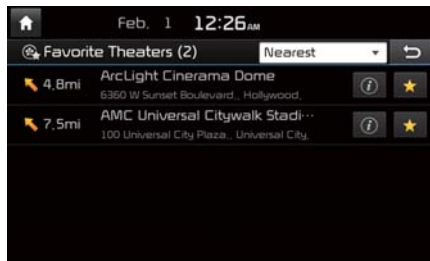 Feb. 1 12:26AM
Favorite Theaters (2) Nearest
4.8mi ArcLight Cinerama Dome
6360 W Sunset Boulevard., Hollywood,
7.5mi AMC Universal Citywalk Stadi···
100 Universal City Plaza., Universal City,